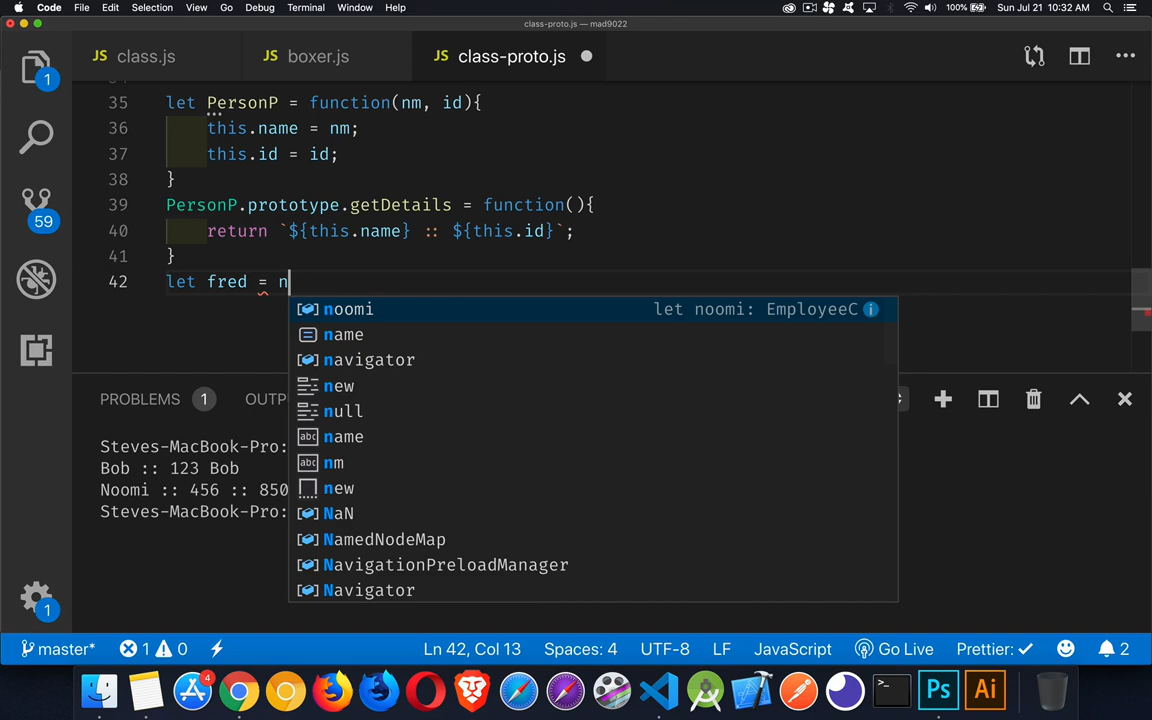 Code File Edit Selection View Go Debug Terminal Window Help 100% Sun Jul 21 10:32 AM
class-proto.js — mad9022
JS class.js JS boxer.js JS class-proto.js
1
59
1
35 let PersonP = function(nm, id){
36 this.name = nm;
37 this.id = id;
38 }
39 PersonP.prototype.getDetails = function(){
40 return `${this.name} :: ${this.id}`;
41 }
42 let fred = n
noomi let noomi: EmployeeC
name
navigator
new
null
abc name
abc nm
new
NaN
NamedNodeMap
NavigationPreloadManager
Navigator
PROBLEMS 1 OUTP
Steves-MacBook-Pro:
Bob :: 123 Bob
Noomi :: 456 :: 850
Steves-MacBook-Pro:
master* 1 0 Ln 42, Col 13 Spaces: 4 UTF-8 LF JavaScript Go Live Prettier: ✓ 2
4 >_ Ps Ai